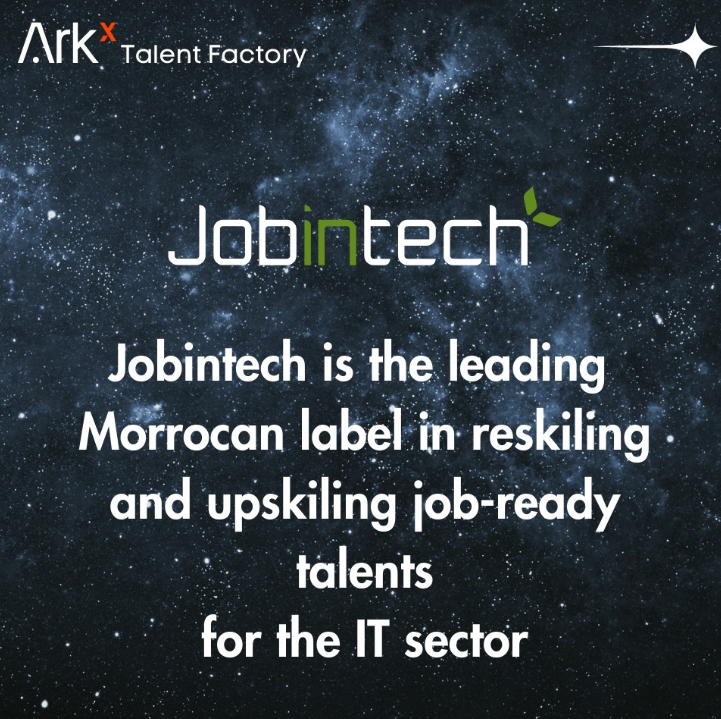 Arkx Talent Factory
Jobintech
Jobintech is the leading
Morrocan label in reskiling
and upskiling job-ready
talents
for the IT sector